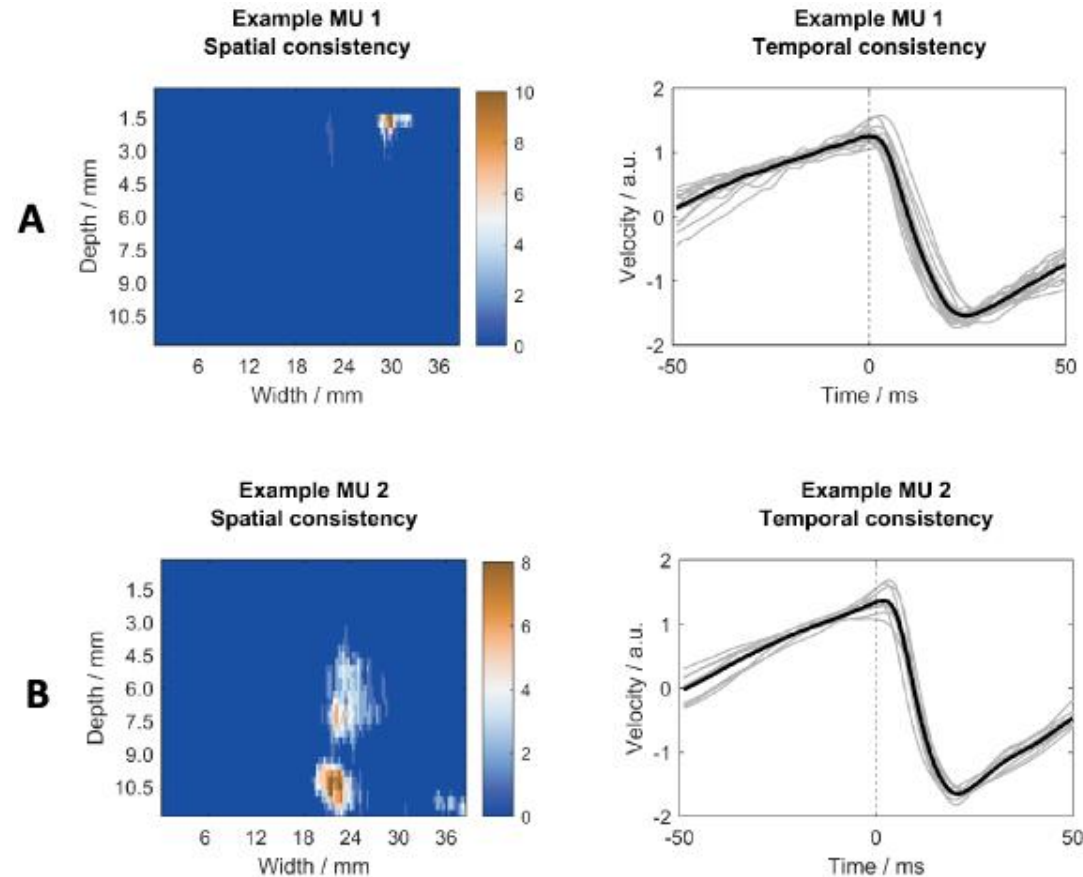 Example MU 1
Spatial consistency
Example MU 1
Temporal consistency
A
Depth / mm
1.5
3.0
4.5
6.0
7.5
9.0
10.5
6 12 18 24 30 36
Width / mm
10
8
6
4
2
0
Velocity / a.u.
2
1
0
-1
-2
-50 0 50
Time / ms
Example MU 2
Spatial consistency
Example MU 2
Temporal consistency
B
Depth / mm
1.5
3.0
4.5
6.0
7.5
9.0
10.5
6 12 18 24 30 36
Width / mm
8
6
4
2
0
Velocity / a.u.
2
1
0
-1
-2
-50 0 50
Time / ms